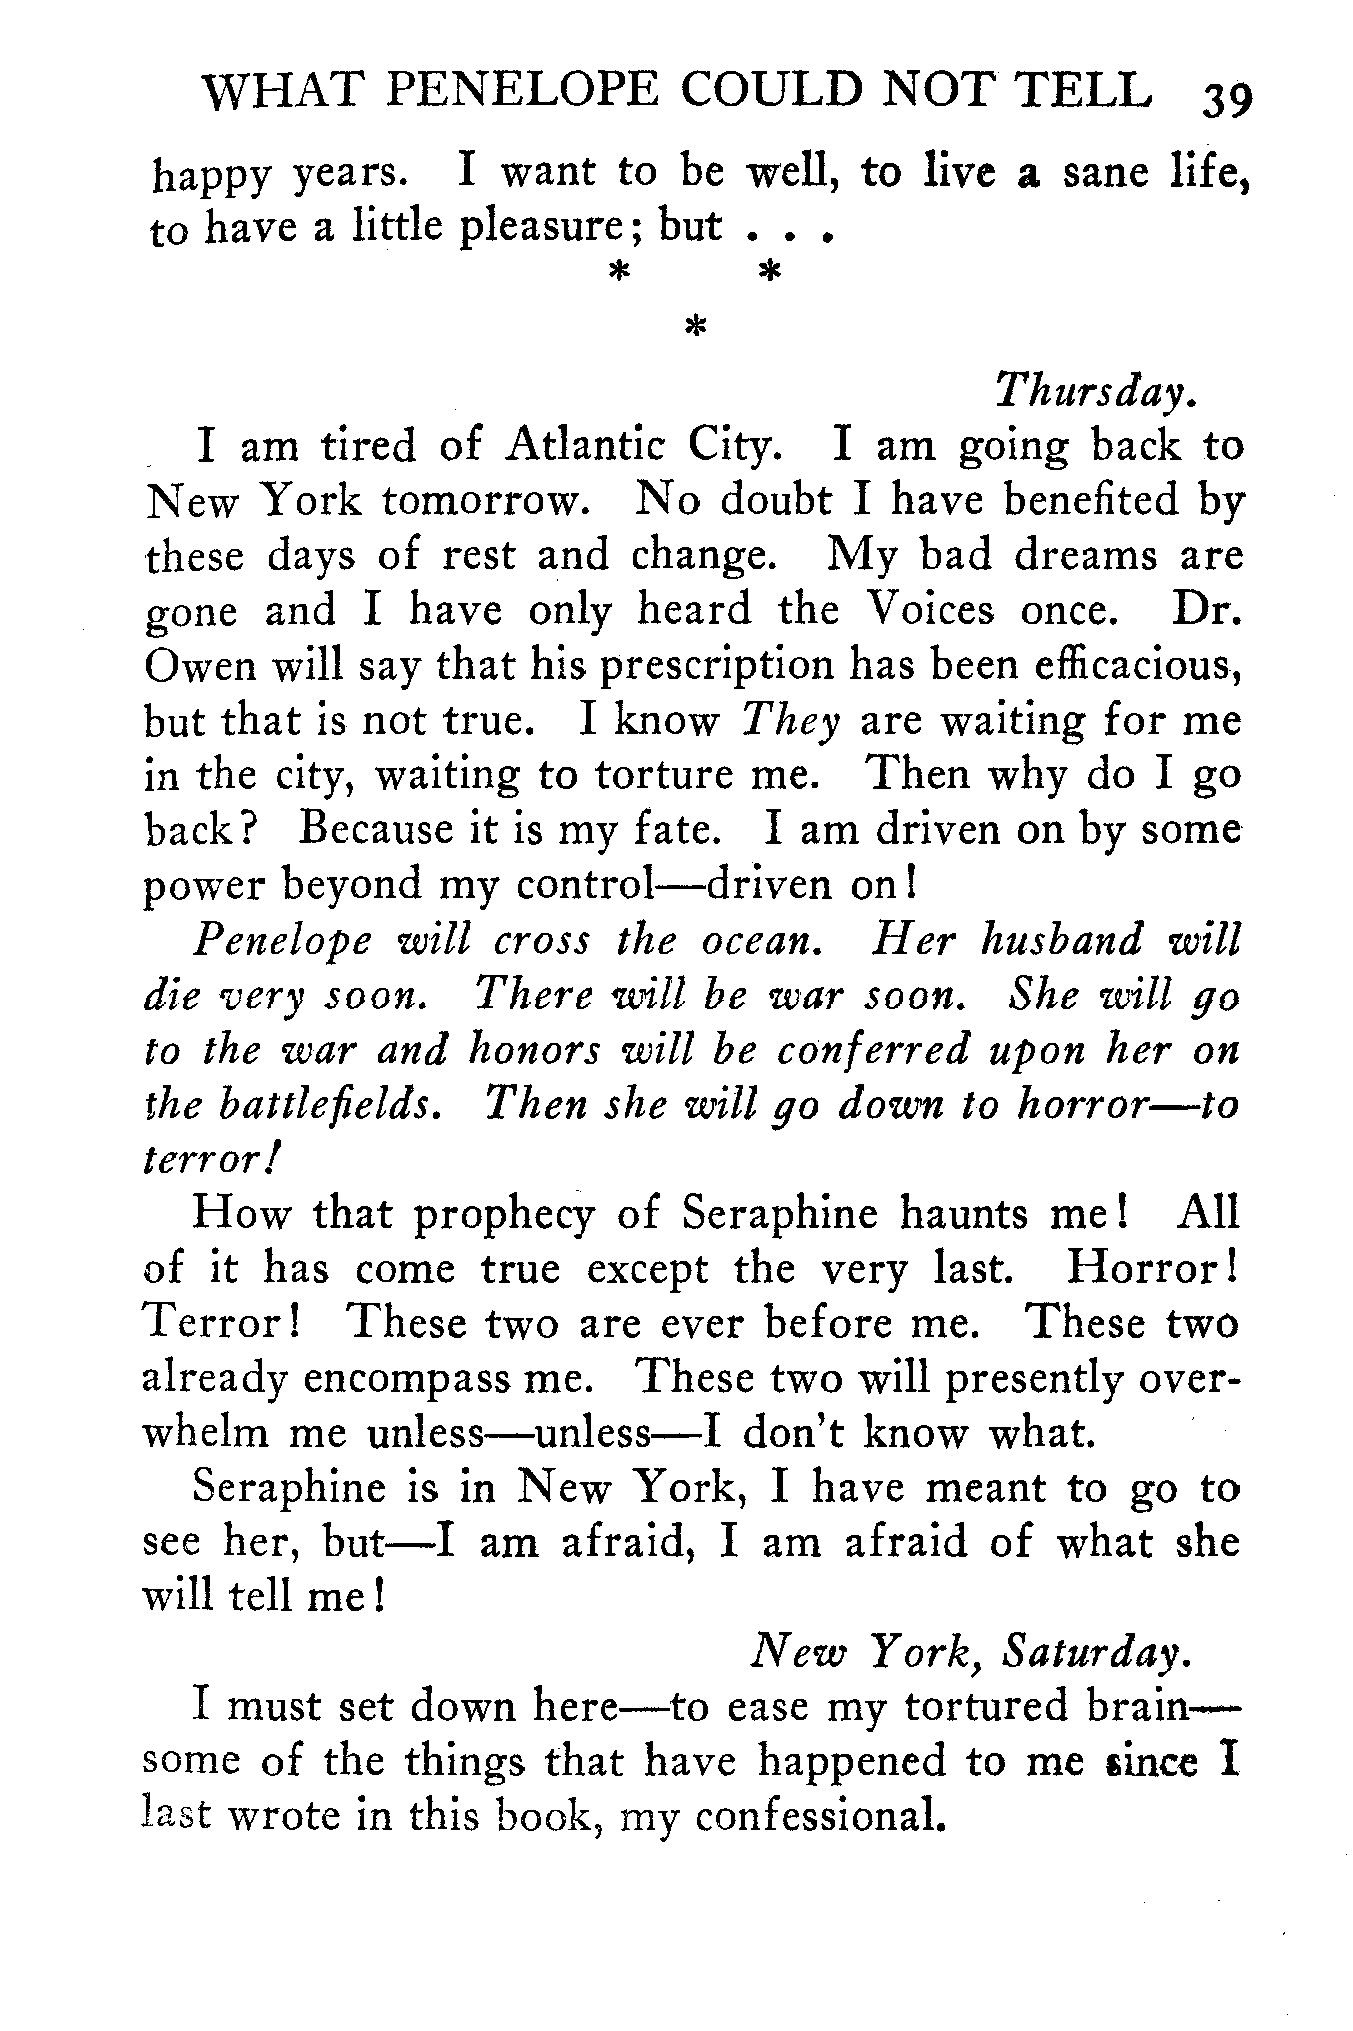 WHAT PENELOPE COULD NOT TELL 39
happy years. I want to be well, to live a sane life,
to have a little pleasure; but . . .
* *
*
Thursday.
I am tired of Atlantic City. I am going back to
New York tomorrow. No doubt I have benefited by
these days of rest and change. My bad dreams are
gone and I have only heard the Voices once. Dr.
Owen will say that his prescription has been efficacious,
but that is not true. I know They are waiting for me
in the city, waiting to torture me. Then why do I go
back? Because it is my fate. I am driven on by some
power beyond my control—driven on!
Penelope will cross the ocean. Her husband will
die very soon. There will be war soon. She will go
to the war and honors will be conferred upon her on
the battlefields. Then she will go down to horror—to
terror!
How that prophecy of Seraphine haunts me! All
of it has come true except the very last. Horror!
Terror! These two are ever before me. These two
already encompass me. These two will presently over-
whelm me unless—unless—I don't know what.
Seraphine is in New York, I have meant to go to
see her, but—I am afraid, I am afraid of what she
will tell me!
New York, Saturday.
I must set down here—to ease my tortured brain—
some of the things that have happened to me since I
last wrote in this book, my confessional.